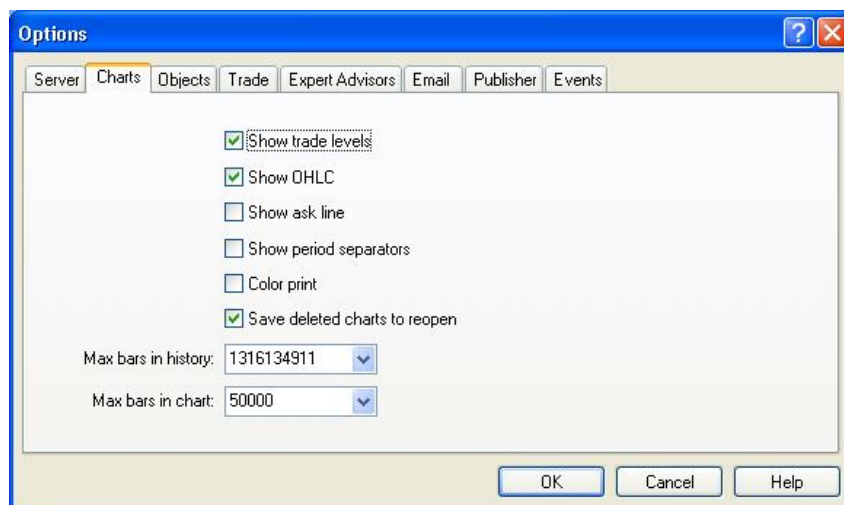 Options
Server Charts Objects Trade Expert Advisors Email Publisher Events
Show trade levels
Show OHLC
Show ask line
Show period separators
Color print
Save deleted charts to reopen
Max bars in history: 1316134911
Max bars in chart: 50000
OK Cancel Help